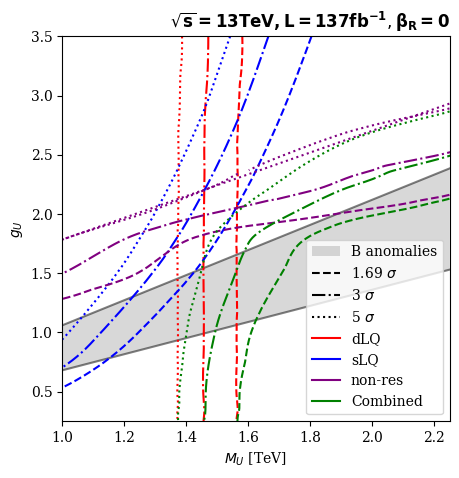 √s = 13TeV, L = 137fb⁻¹, β_R = 0
3.5
3.0
2.5
2.0
1.5
1.0
0.5
g_U
B anomalies
1.69 σ
3 σ
5 σ
dLQ
sLQ
non-res
Combined
1.0 1.2 1.4 1.6 1.8 2.0 2.2
M_U [TeV]